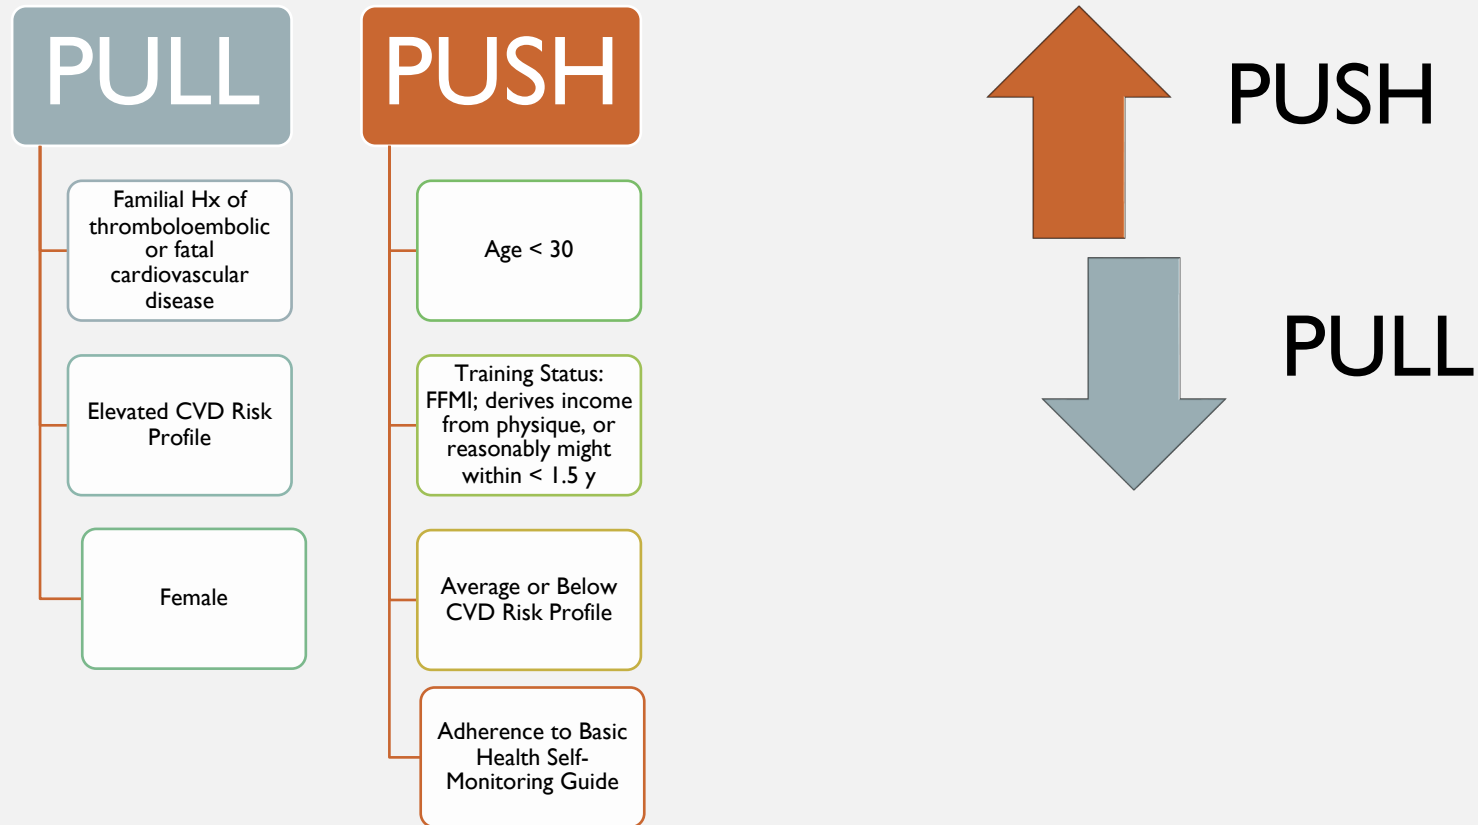 PULL
Familial Hx of
thromboloembolic
or fatal
cardiovascular
disease
Elevated CVD Risk
Profile
Female
PUSH
Age < 30
Training Status:
FFMI; derives income
from physique, or
reasonably might
within < 1.5 y
Average or Below
CVD Risk Profile
Adherence to Basic
Health Self-
Monitoring Guide
PUSH
PULL